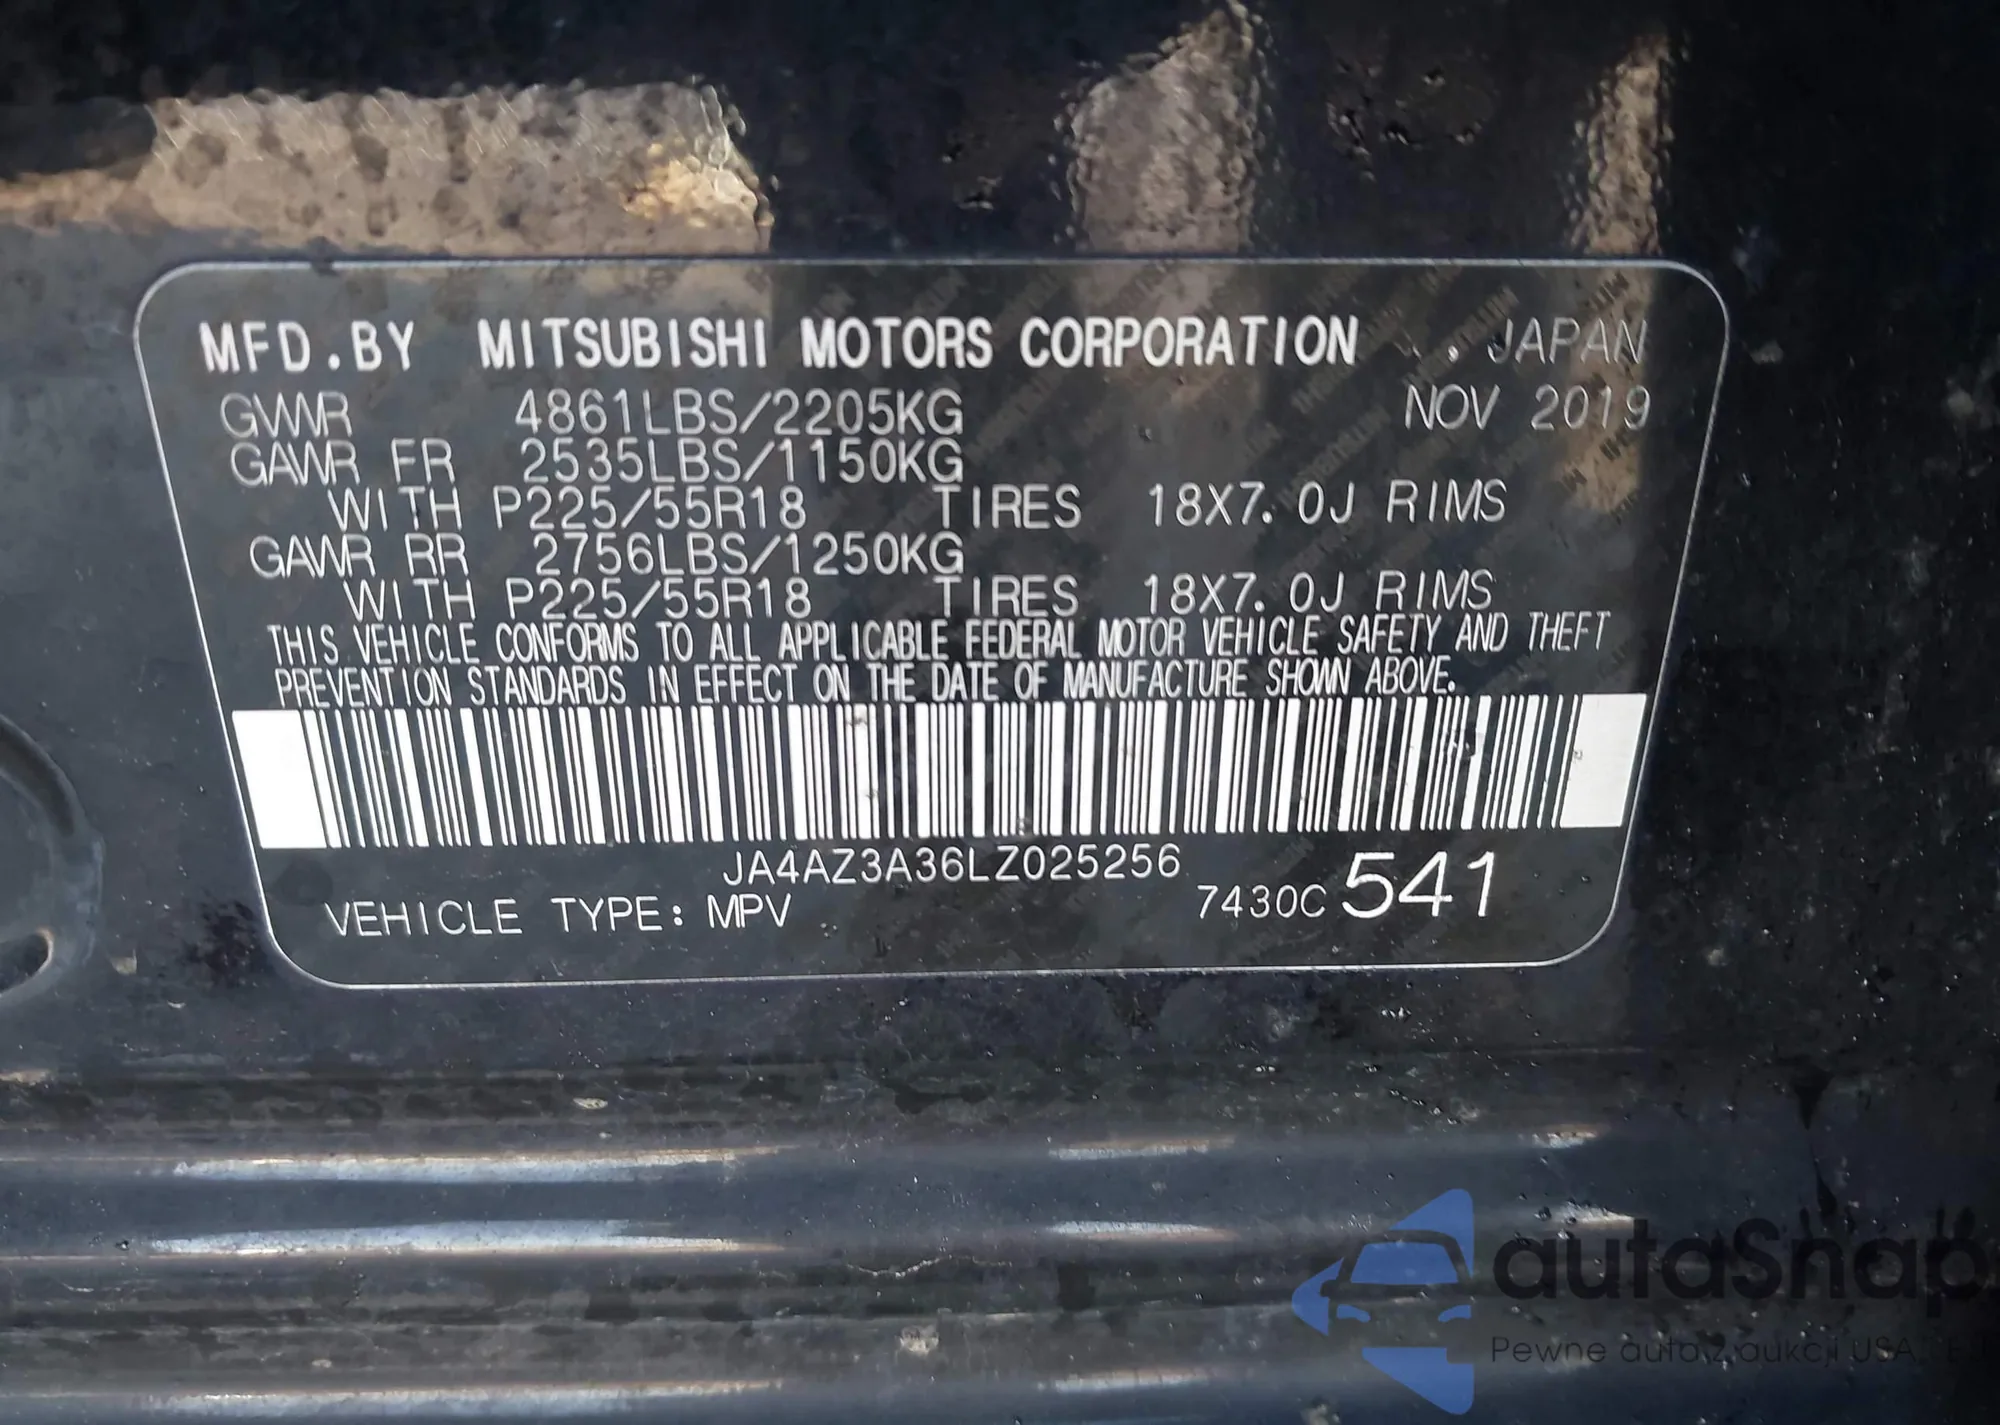 MFD.BY MITSUBISHI MOTORS CORPORATION . JAPAN
GVWR 4861LBS/2205KG NOV 2019
GAWR FR 2535LBS/1150KG
WITH P225/55R18 TIRES 18X7.0J RIMS
GAWR RR 2756LBS/1250KG
WITH P225/55R18 TIRES 18X7.0J RIMS
THIS VEHICLE CONFORMS TO ALL APPLICABLE FEDERAL MOTOR VEHICLE SAFETY AND THEFT
PREVENTION STANDARDS IN EFFECT ON THE DATE OF MANUFACTURE SHOWN ABOVE.
JA4AZ3A36LZ025256
VEHICLE TYPE: MPV 7430C 541
autaSnap
Pewne auta z aukcji USA